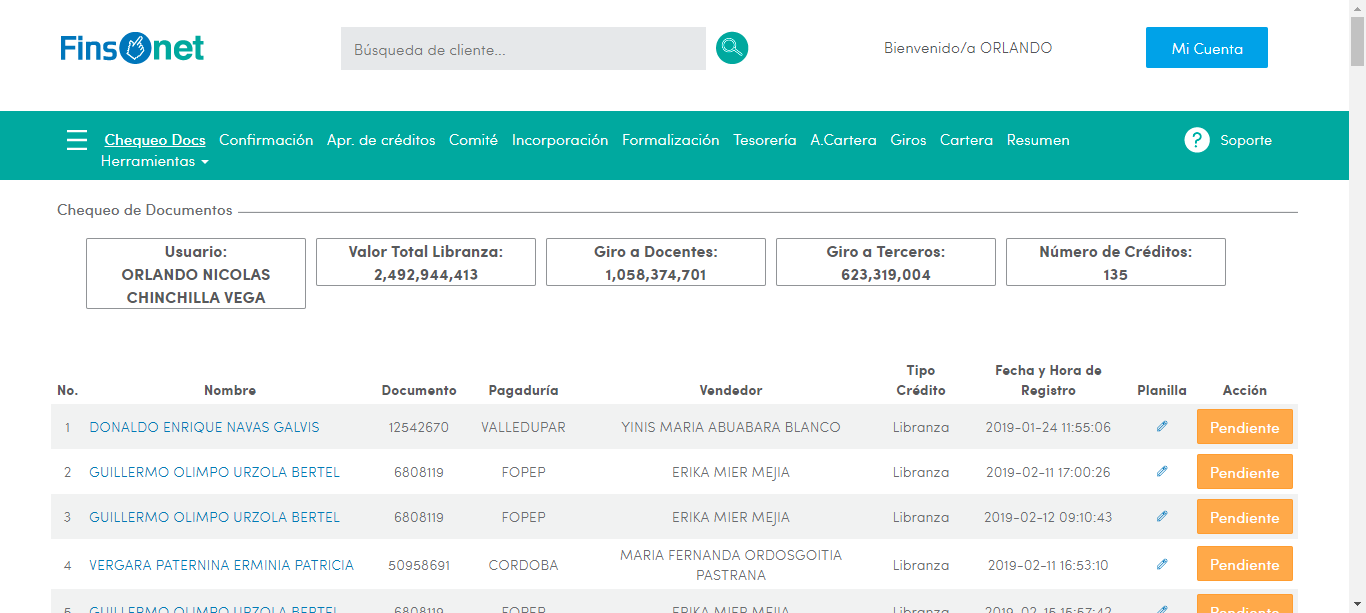 Finsonet
Búsqueda de cliente...
Bienvenido/a ORLANDO
Mi Cuenta
Chequeo Docs Confirmación Apr. de créditos Comité Incorporación Formalización Tesorería A.Cartera Giros Cartera Resumen
Herramientas
? Soporte
Chequeo de Documentos
Usuario:
ORLANDO NICOLAS
CHINCHILLA VEGA
Valor Total Libranza:
2,492,944,413
Giro a Docentes:
1,058,374,701
Giro a Terceros:
623,319,004
Número de Créditos:
135
No. Nombre Documento Pagaduría Vendedor Tipo Crédito Fecha y Hora de Registro Planilla Acción
1 DONALDO ENRIQUE NAVAS GALVIS 12542670 VALLEDUPAR YINIS MARIA ABUABARA BLANCO Libranza 2019-01-24 11:55:06 Pendiente
2 GUILLERMO OLIMPO URZOLA BERTEL 6808119 FOPEP ERIKA MIER MEJIA Libranza 2019-02-11 17:00:26 Pendiente
3 GUILLERMO OLIMPO URZOLA BERTEL 6808119 FOPEP ERIKA MIER MEJIA Libranza 2019-02-12 09:10:43 Pendiente
4 VERGARA PATERNINA ERMINIA PATRICIA 50958691 CORDOBA MARIA FERNANDA ORDOSGOITIA PASTRANA Libranza 2019-02-11 16:53:10 Pendiente
5 GUILLERMO OLIMPO URZOLA BERTEL 6808119 FOPEP ERIKA MIER MEJIA Libranza 2019-02-15 15:57:42 Pendiente